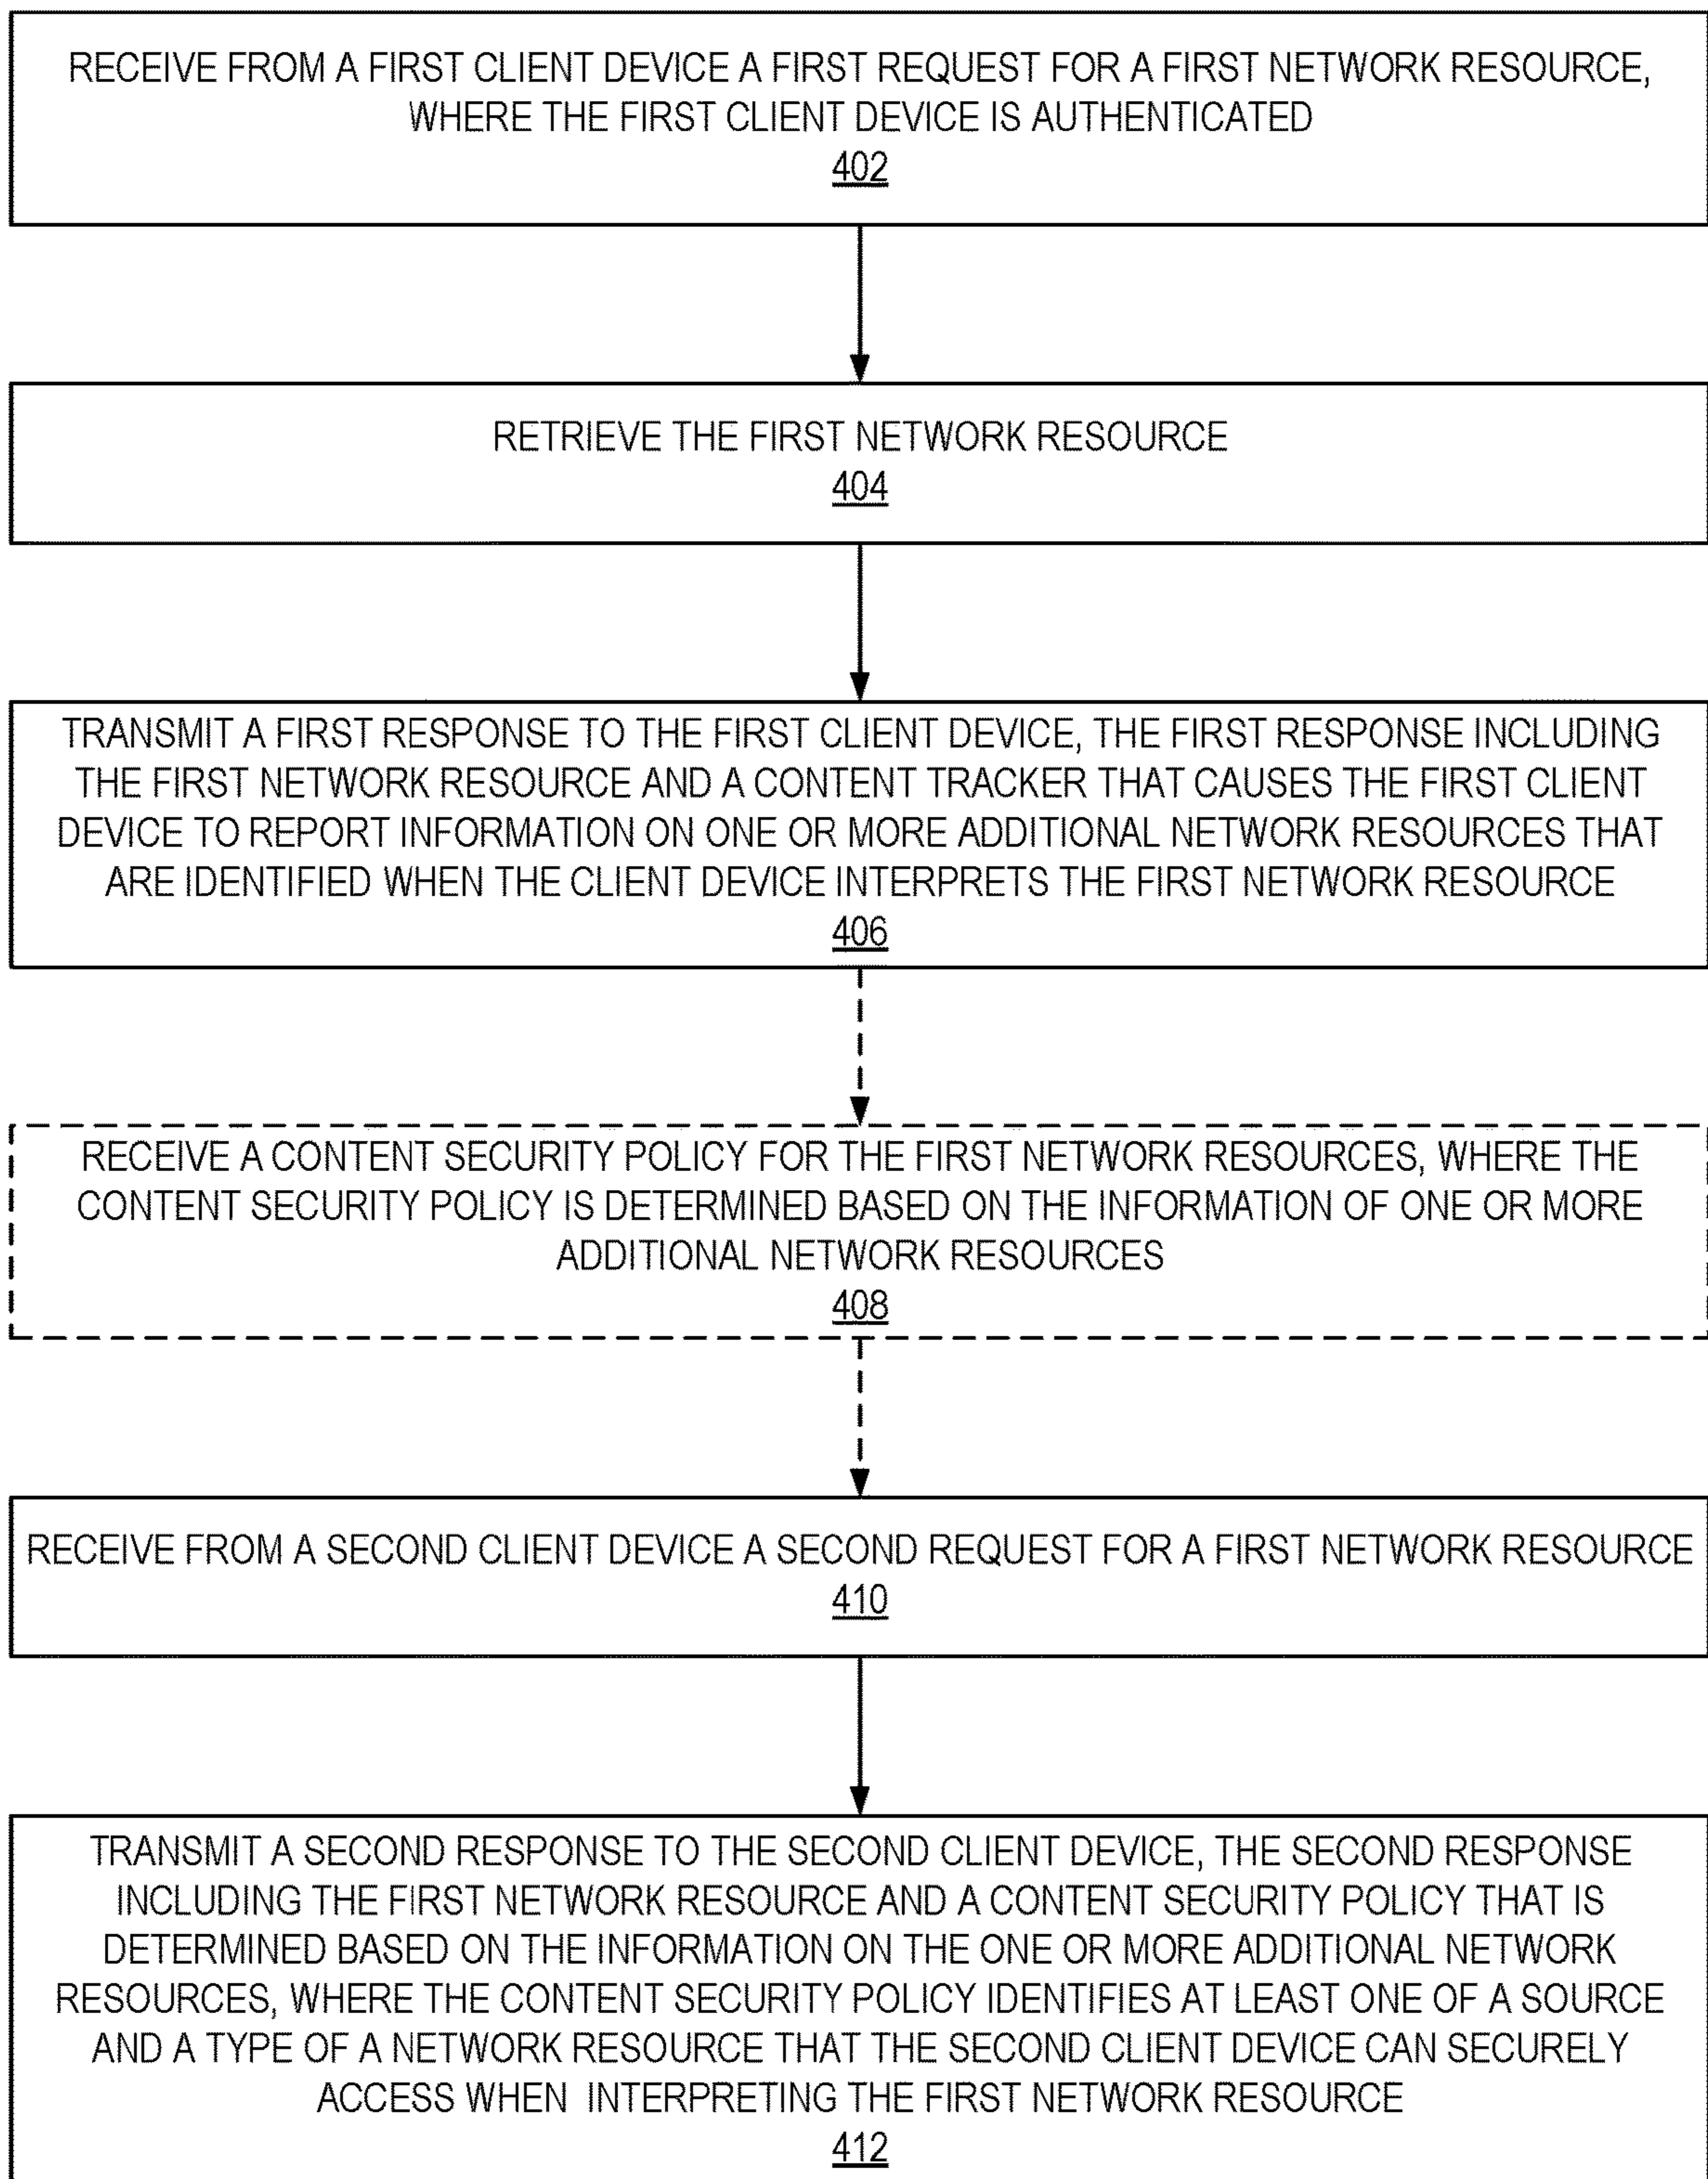 RECEIVE FROM A FIRST CLIENT DEVICE A FIRST REQUEST FOR A FIRST NETWORK RESOURCE,
WHERE THE FIRST CLIENT DEVICE IS AUTHENTICATED
402
RETRIEVE THE FIRST NETWORK RESOURCE
404
TRANSMIT A FIRST RESPONSE TO THE FIRST CLIENT DEVICE, THE FIRST RESPONSE INCLUDING
THE FIRST NETWORK RESOURCE AND A CONTENT TRACKER THAT CAUSES THE FIRST CLIENT
DEVICE TO REPORT INFORMATION ON ONE OR MORE ADDITIONAL NETWORK RESOURCES THAT
ARE IDENTIFIED WHEN THE CLIENT DEVICE INTERPRETS THE FIRST NETWORK RESOURCE
406
RECEIVE A CONTENT SECURITY POLICY FOR THE FIRST NETWORK RESOURCES, WHERE THE
CONTENT SECURITY POLICY IS DETERMINED BASED ON THE INFORMATION OF ONE OR MORE
ADDITIONAL NETWORK RESOURCES
408
RECEIVE FROM A SECOND CLIENT DEVICE A SECOND REQUEST FOR A FIRST NETWORK RESOURCE
410
TRANSMIT A SECOND RESPONSE TO THE SECOND CLIENT DEVICE, THE SECOND RESPONSE
INCLUDING THE FIRST NETWORK RESOURCE AND A CONTENT SECURITY POLICY THAT IS
DETERMINED BASED ON THE INFORMATION ON THE ONE OR MORE ADDITIONAL NETWORK
RESOURCES, WHERE THE CONTENT SECURITY POLICY IDENTIFIES AT LEAST ONE OF A SOURCE
AND A TYPE OF A NETWORK RESOURCE THAT THE SECOND CLIENT DEVICE CAN SECURELY
ACCESS WHEN INTERPRETING THE FIRST NETWORK RESOURCE
412